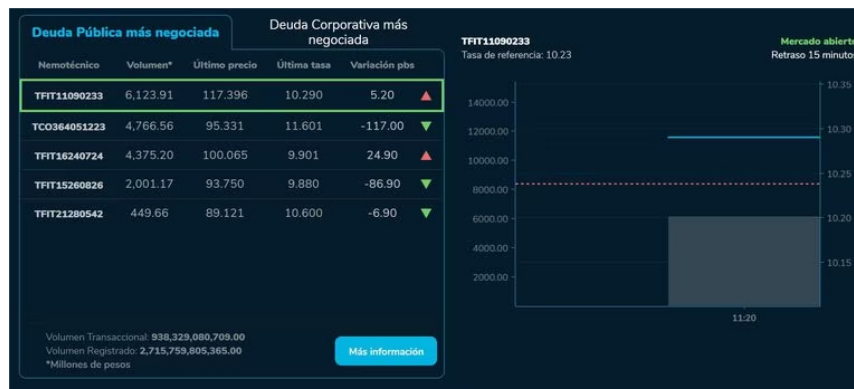 Deuda Pública más negociada
Deuda Corporativa más
negociada
Nemotécnico Volumen* Último precio Última tasa Variación pbs
TFIT11090233 6,123.91 117.396 10.290 5.20
TCO364051223 4,766.56 95.331 11.601 -117.00
TFIT16240724 4,375.20 100.065 9.901 24.90
TFIT15260826 2,001.17 93.750 9.880 -86.90
TFIT21280542 449.66 89.121 10.600 -6.90
Volumen Transaccional: 938,329,080,709.00
Volumen Registrado: 2,715,759,805,365.00
*Millones de pesos
Más información
TFIT11090233
Tasa de referencia: 10.23
Mercado abierto
Retraso 15 minutos
14000.00
12000.00
10000.00
8000.00
6000.00
4000.00
2000.00
10.35
10.30
10.25
10.20
10.15
11:20